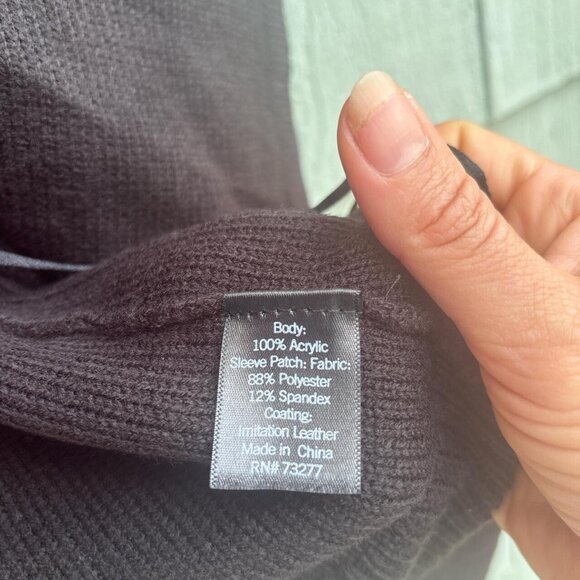 Body:
100% Acrylic
Sleeve Patch: Fabric:
88% Polyester
12% Spandex
Coating:
Imitation Leather
Made in China
RN# 73277